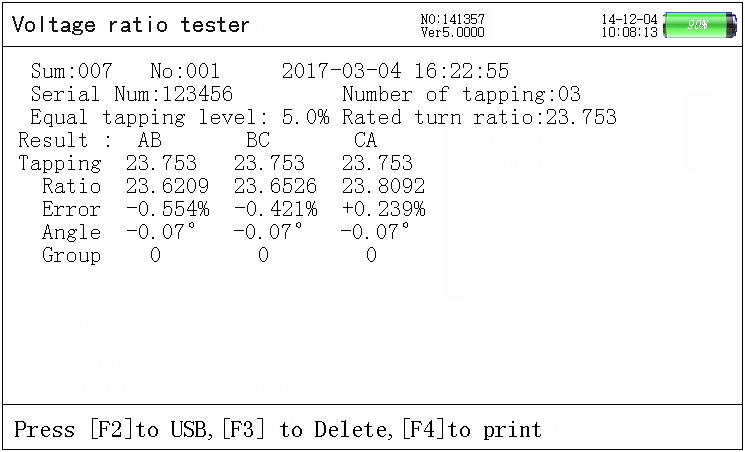 Voltage ratio tester
NO:141357
Ver5.0000
14-12-04
10:08:13
90%
Sum:007 No:001 2017-03-04 16:22:55
Serial Num:123456 Number of tapping:03
Equal tapping level: 5.0% Rated turn ratio:23.753
Result : AB BC CA
Tapping 23.753 23.753 23.753
Ratio 23.6209 23.6526 23.8092
Error -0.554% -0.421% +0.239%
Angle -0.07° -0.07° -0.07°
Group 0 0 0
Press [F2]to USB,[F3] to Delete,[F4]to print